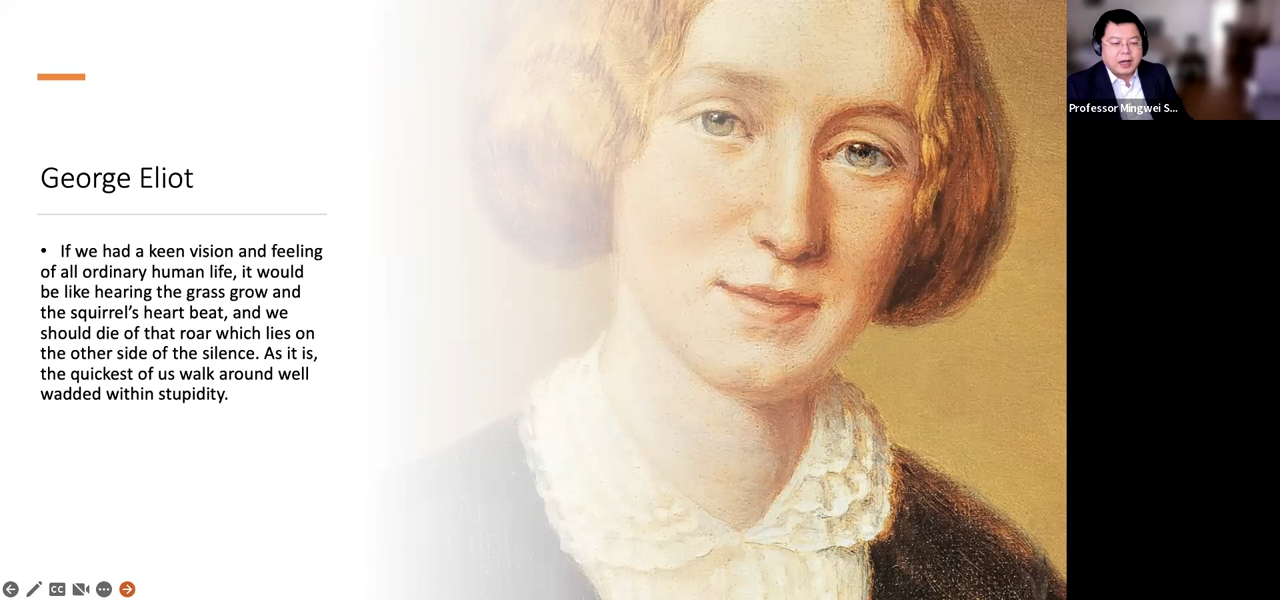 George Eliot
• If we had a keen vision and feeling
of all ordinary human life, it would
be like hearing the grass grow and
the squirrel’s heart beat, and we
should die of that roar which lies on
the other side of the silence. As it is,
the quickest of us walk around well
wadded within stupidity.
Professor Mingwei S...
CC